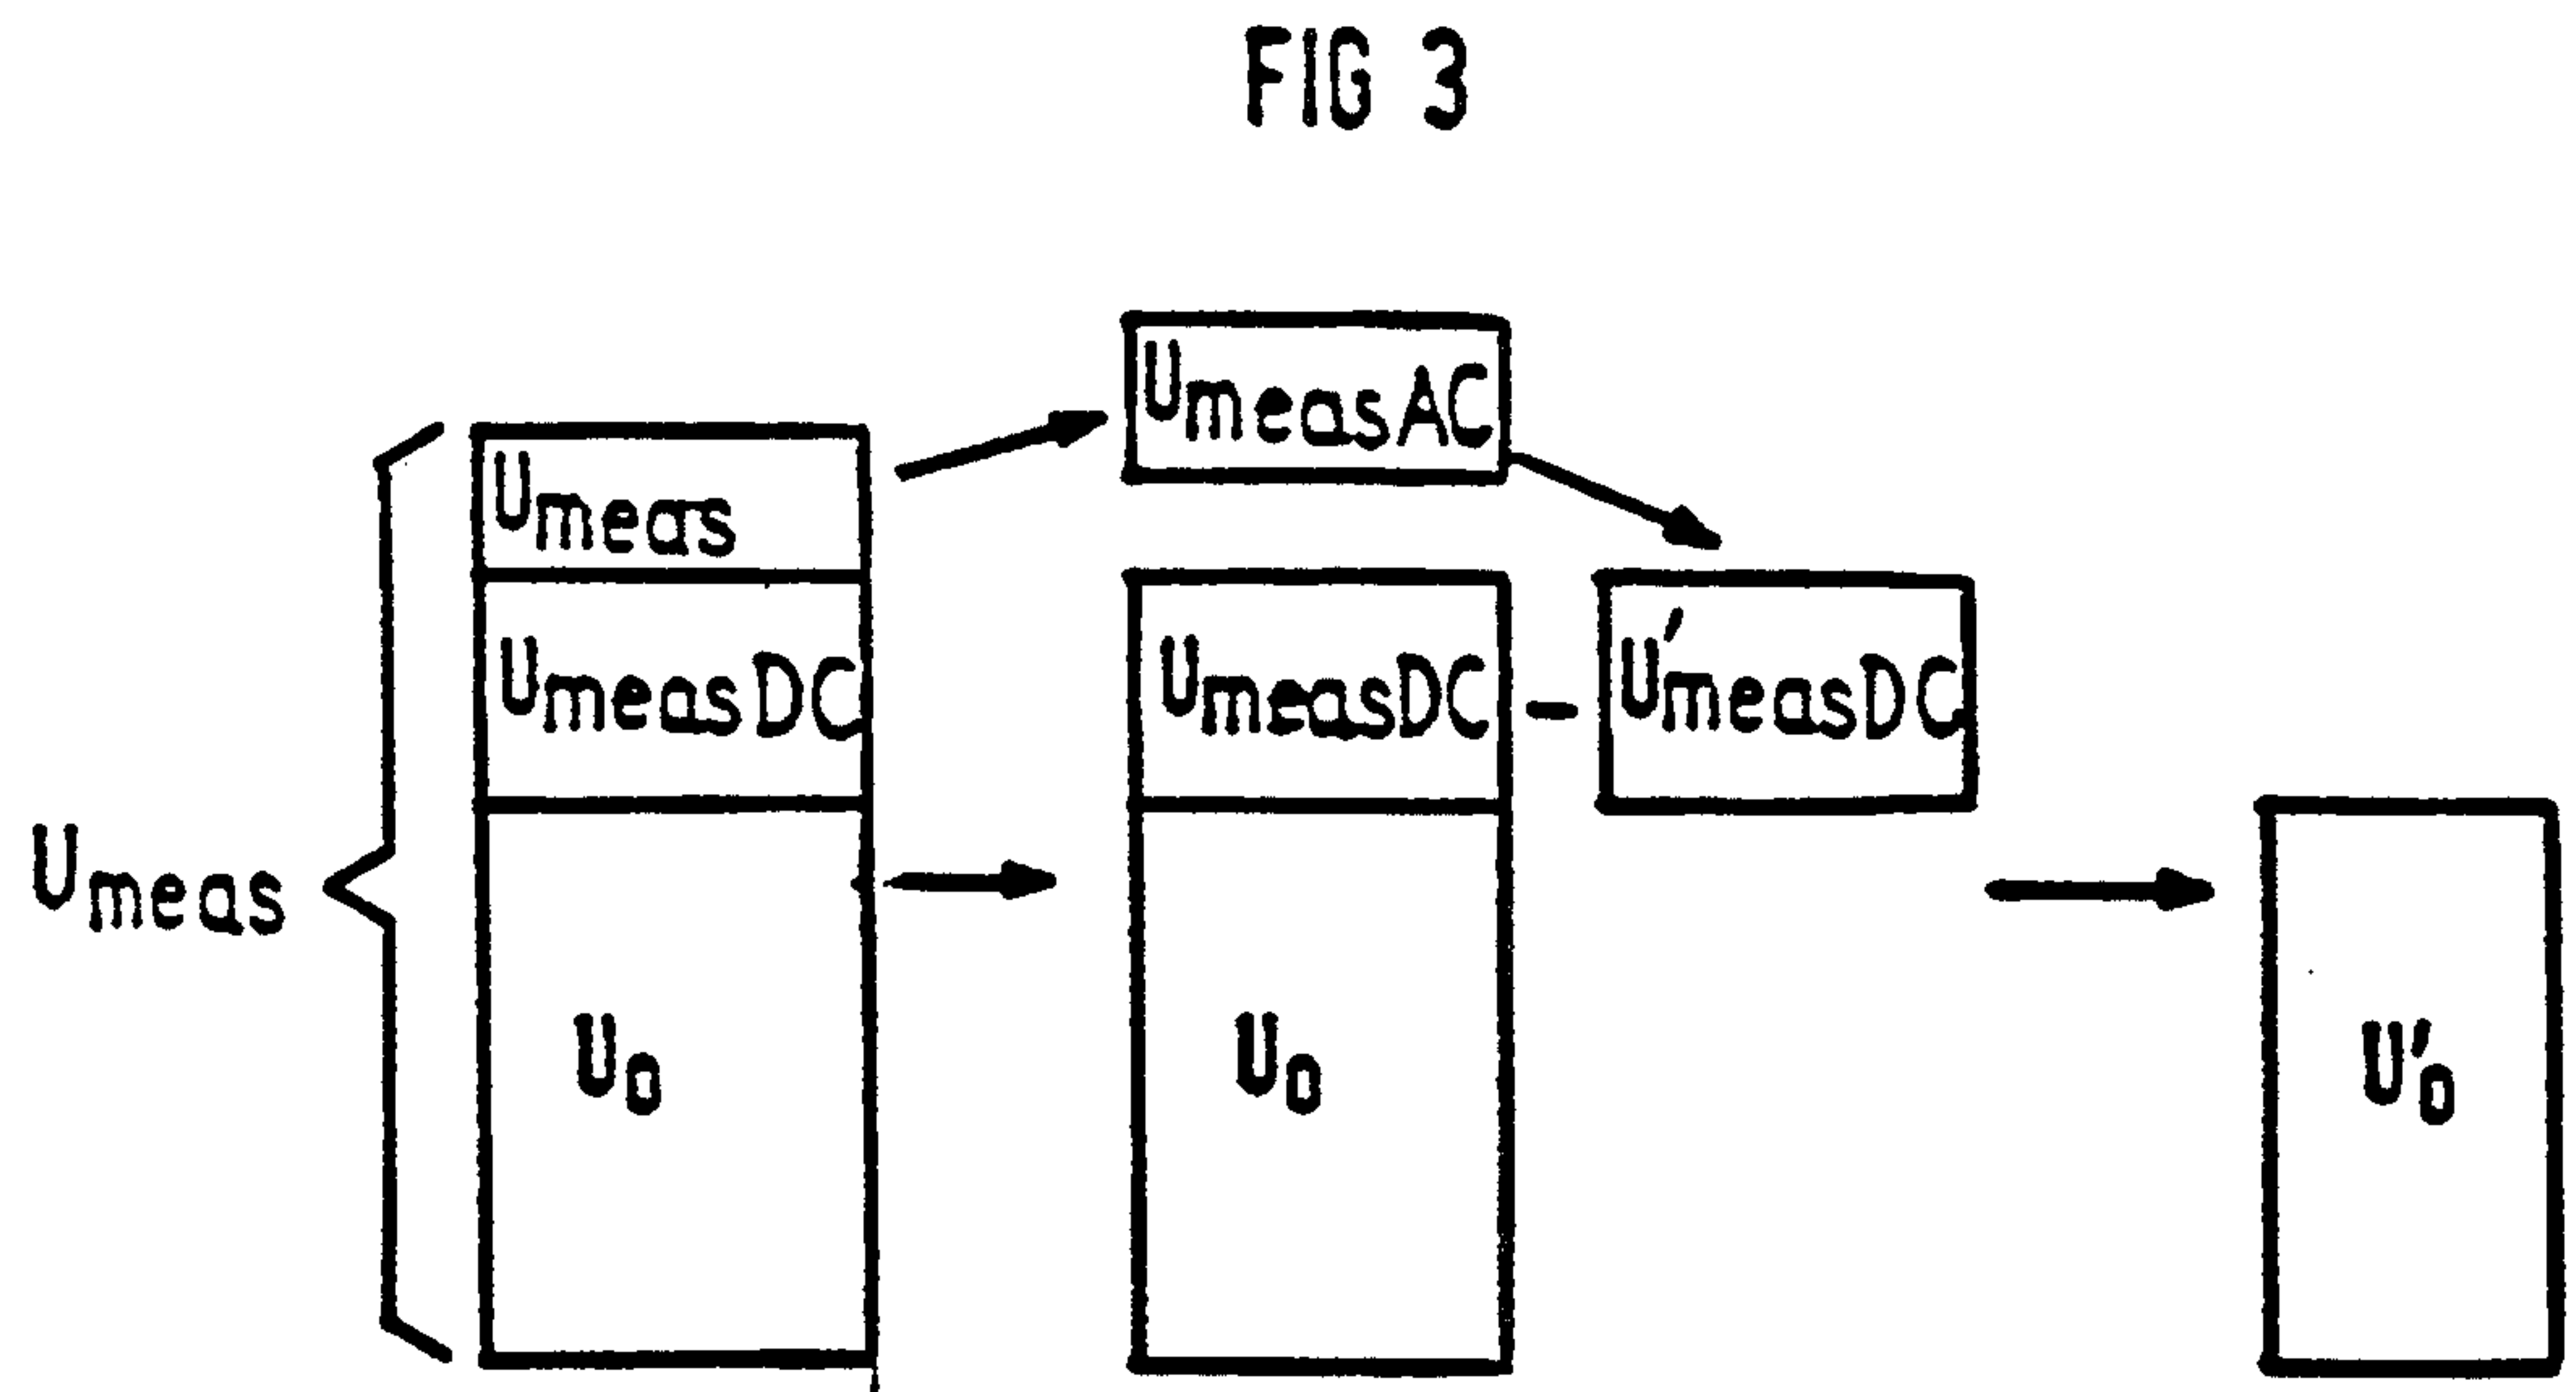 FIG 3
UmeasAC
Umeas
UmeasDC
UmeasDC - U'measDC
Umeas
U0
U0
U'0